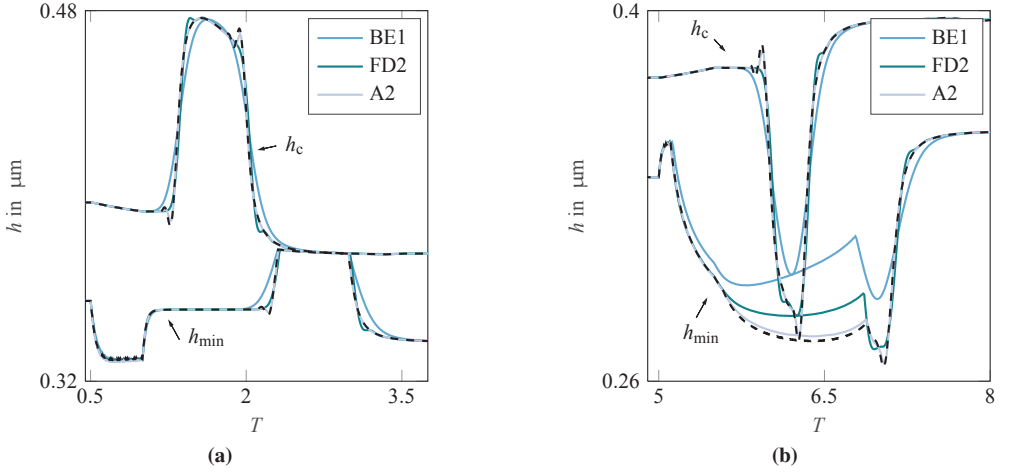 0.48
BE1
FD2
A2
h_c
h in μm
h_min
0.32
0.5
2
3.5
T
(a)
0.4
h_c
BE1
FD2
A2
h in μm
h_min
0.26
5
6.5
8
T
(b)